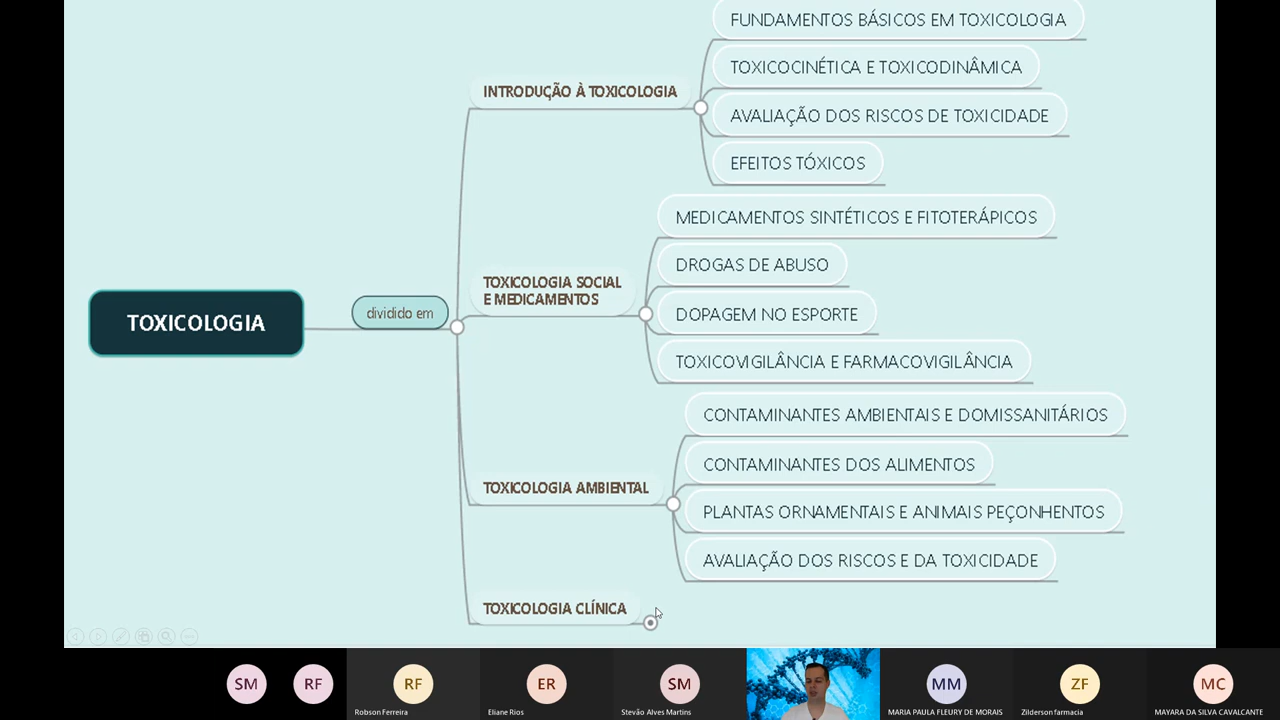 FUNDAMENTOS BÁSICOS EM TOXICOLOGIA
TOXICOCINÉTICA E TOXICODINÂMICA
INTRODUÇÃO À TOXICOLOGIA
AVALIAÇÃO DOS RISCOS DE TOXICIDADE
EFEITOS TÓXICOS
MEDICAMENTOS SINTÉTICOS E FITOTERÁPICOS
DROGAS DE ABUSO
TOXICOLOGIA SOCIAL
E MEDICAMENTOS
DOPAGEM NO ESPORTE
TOXICOVIGILÂNCIA E FARMACOVIGILÂNCIA
TOXICOLOGIA
dividido em
CONTAMINANTES AMBIENTAIS E DOMISSANITÁRIOS
CONTAMINANTES DOS ALIMENTOS
TOXICOLOGIA AMBIENTAL
PLANTAS ORNAMENTAIS E ANIMAIS PEÇONHENTOS
AVALIAÇÃO DOS RISCOS E DA TOXICIDADE
TOXICOLOGIA CLÍNICA
SM
RF
RF
Robson Ferreira
ER
Eliane Rios
SM
Stevão Alves Martins
MM
MARIA PAULA FLEURY DE MORAIS
ZF
Zilderson farmacia
MC
MAYARA DA SILVA CAVALCANTE